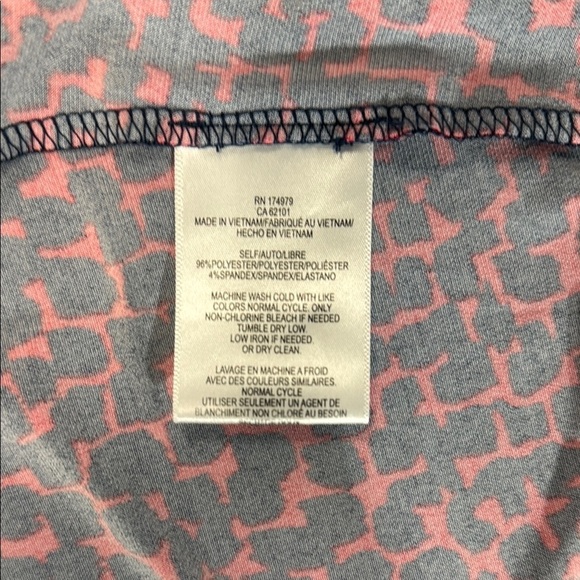 RN 174979
CA 62101
MADE IN VIETNAM/FABRIQUÉ AU VIETNAM/
HECHO EN VIETNAM
SELF/AUTO/LIBRE
96%POLYESTER/POLYESTER/POLIÉSTER
4%SPANDEX/SPANDEX/ELASTANO
MACHINE WASH COLD WITH LIKE
COLORS.NORMAL CYCLE. ONLY
NON-CHLORINE BLEACH IF NEEDED
TUMBLE DRY LOW.
LOW IRON IF NEEDED.
OR DRY CLEAN.
LAVAGE EN MACHINE A FROID
AVEC DES COULEURS SIMILAIRES.
NORMAL CYCLE
UTILISER SEULEMENT UN AGENT DE
BLANCHIMENT NON CHLORÉ AU BESOIN